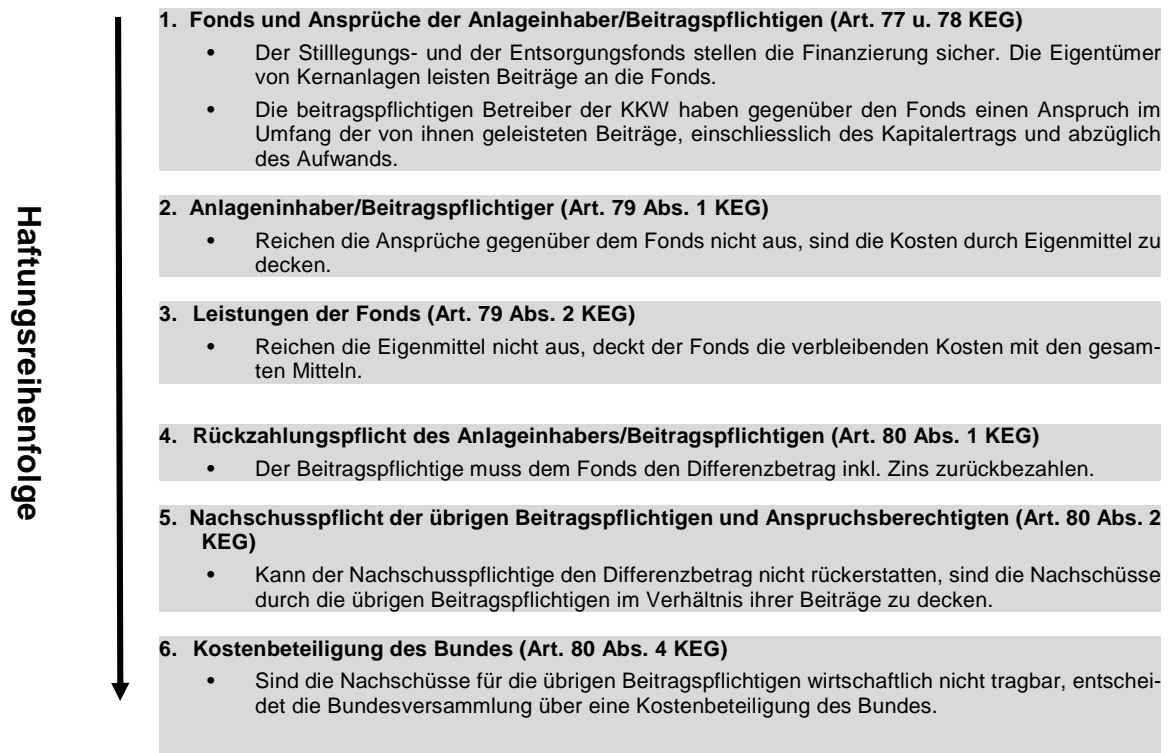 Haftungsreihenfolge
1. Fonds und Ansprüche der Anlageinhaber/Beitragspflichtigen (Art. 77 u. 78 KEG)
• Der Stilllegungs- und der Entsorgungsfonds stellen die Finanzierung sicher. Die Eigentümer
von Kernanlagen leisten Beiträge an die Fonds.
• Die beitragspflichtigen Betreiber der KKW haben gegenüber den Fonds einen Anspruch im
Umfang der von ihnen geleisteten Beiträge, einschliesslich des Kapitalertrags und abzüglich
des Aufwands.
2. Anlageninhaber/Beitragspflichtiger (Art. 79 Abs. 1 KEG)
• Reichen die Ansprüche gegenüber dem Fonds nicht aus, sind die Kosten durch Eigenmittel zu
decken.
3. Leistungen der Fonds (Art. 79 Abs. 2 KEG)
• Reichen die Eigenmittel nicht aus, deckt der Fonds die verbleibenden Kosten mit den gesam-
ten Mitteln.
4. Rückzahlungspflicht des Anlageinhabers/Beitragspflichtigen (Art. 80 Abs. 1 KEG)
• Der Beitragspflichtige muss dem Fonds den Differenzbetrag inkl. Zins zurückbezahlen.
5. Nachschusspflicht der übrigen Beitragspflichtigen und Anspruchsberechtigten (Art. 80 Abs. 2
KEG)
• Kann der Nachschusspflichtige den Differenzbetrag nicht rückerstatten, sind die Nachschüsse
durch die übrigen Beitragspflichtigen im Verhältnis ihrer Beiträge zu decken.
6. Kostenbeteiligung des Bundes (Art. 80 Abs. 4 KEG)
• Sind die Nachschüsse für die übrigen Beitragspflichtigen wirtschaftlich nicht tragbar, entschei-
det die Bundesversammlung über eine Kostenbeteiligung des Bundes.